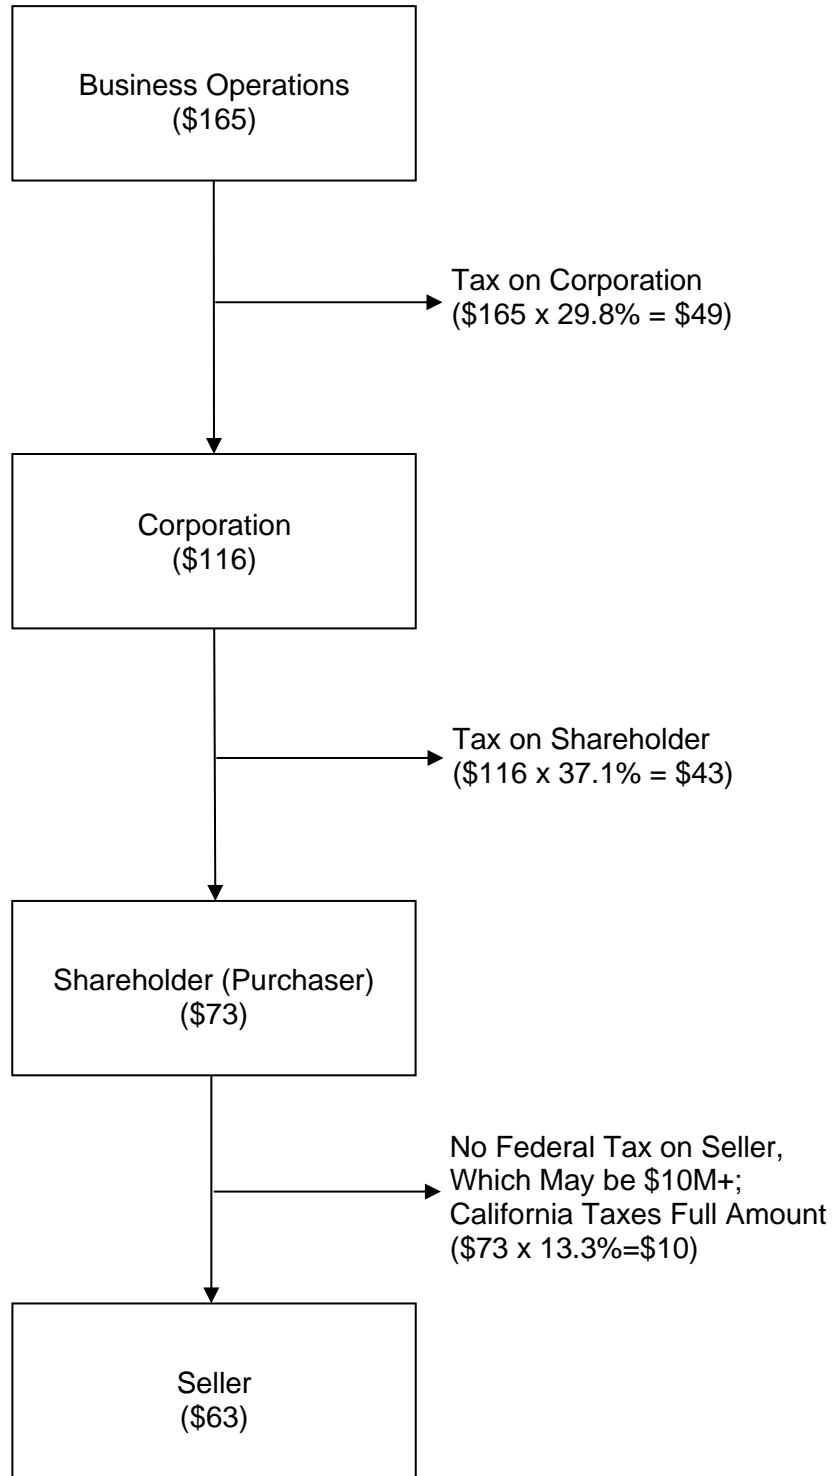 Business Operations
($165)
Tax on Corporation
($165 x 29.8% = $49)
Corporation
($116)
Tax on Shareholder
($116 x 37.1% = $43)
Shareholder (Purchaser)
($73)
No Federal Tax on Seller,
Which May be $10M+;
California Taxes Full Amount
($73 x 13.3%=$10)
Seller
($63)